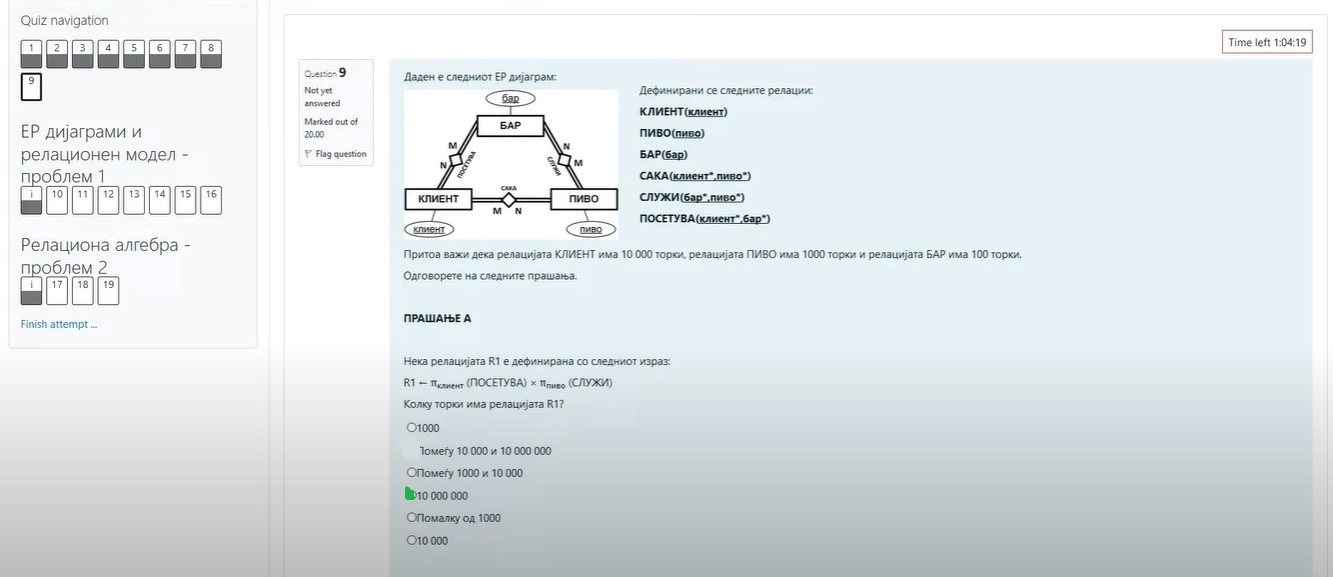 Quiz navigation
1 2 3 4 5 6 7 8
9
ЕР дијаграми и
релационен модел -
проблем 1
i 10 11 12 13 14 15 16
Релациона алгебра -
проблем 2
i 17 18 19
Finish attempt ...
Time left 1:04:19
Question 9
Not yet
answered
Marked out of
20.00
Flag question
Даден е следниот ЕР дијаграм:
бар
БАР
M
N
N
M
ПОСЕТУВА
СЛУЖИ
САКА
КЛИЕНТ
ПИВО
M N
клиент
пиво
Дефинирани се следните релации:
КЛИЕНТ(клиент)
ПИВО(пиво)
БАР(бар)
САКА(клиент*,пиво*)
СЛУЖИ(бар*,пиво*)
ПОСЕТУВА(клиент*,бар*)
Притоа важи дека релацијата КЛИЕНТ има 10 000 торки, релацијата ПИВО има 1000 торки и релацијата БАР има 100 торки.
Одговорете на следните прашања.
ПРАШАЊЕ А
Нека релацијата R1 е дефинирана со следниот израз:
R1 ← πклиент (ПОСЕТУВА) × πпиво (СЛУЖИ)
Колку торки има релацијата R1?
1000
Помеѓу 10 000 и 10 000 000
Помеѓу 1000 и 10 000
10 000 000
Помалку од 1000
10 000